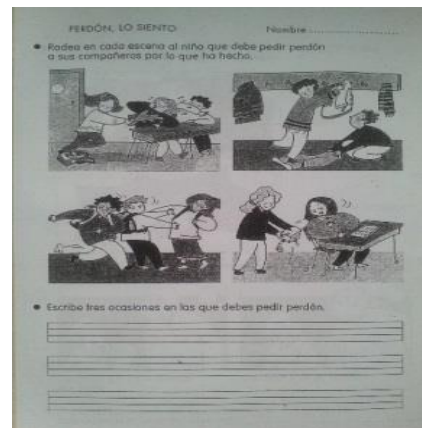 PERDÓN, LO SIENTO Nombre
Rodea en cada escena al niño que debe pedir perdón
a sus compañeros por lo que ha hecho.
Escribe tres ocasiones en las que debes pedir perdón.